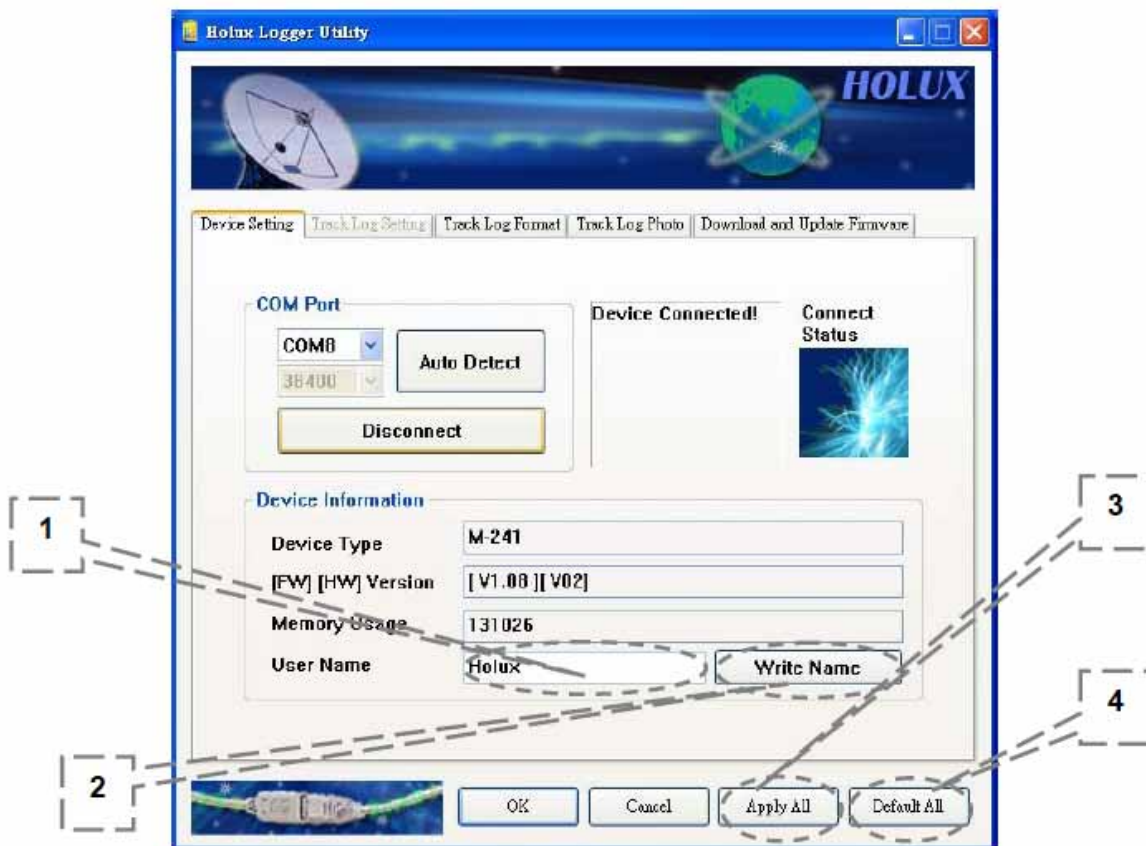 Holux Logger Utility
HOLUX
Device Setting
Track Log Setting
Track Log Format
Track Log Photo
Download and Update Firmware
COM Port
COM8
Auto Detect
38400
Disconnect
Device Connected!
Connect
Status
Device Information
Device Type
M-241
[FW] [HW] Version
[ V1.08 ][ V02]
Memory Usage
131026
User Name
Holux
Write Name
OK
Cancel
Apply All
Default All
1
2
3
4